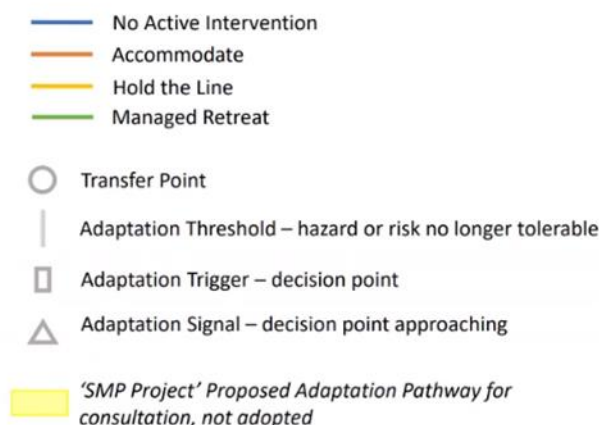 No Active Intervention
Accommodate
Hold the Line
Managed Retreat
Transfer Point
Adaptation Threshold – hazard or risk no longer tolerable
Adaptation Trigger – decision point
Adaptation Signal – decision point approaching
‘SMP Project’ Proposed Adaptation Pathway for
consultation, not adopted